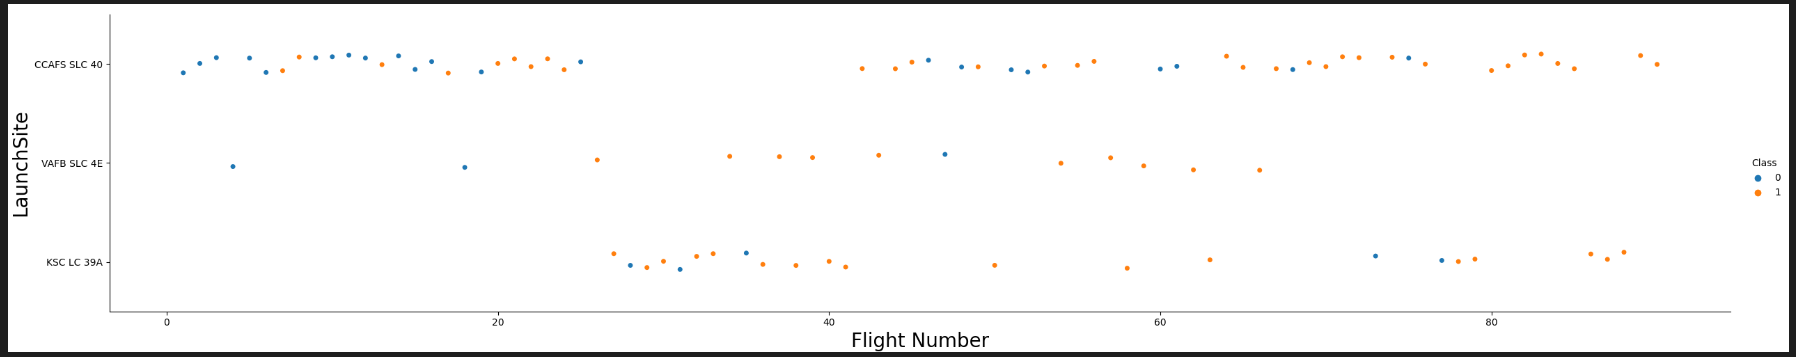 CCAFS SLC 40
VAFB SLC 4E
KSC LC 39A
LaunchSite
0 20 40 60 80
Flight Number
Class
0
1